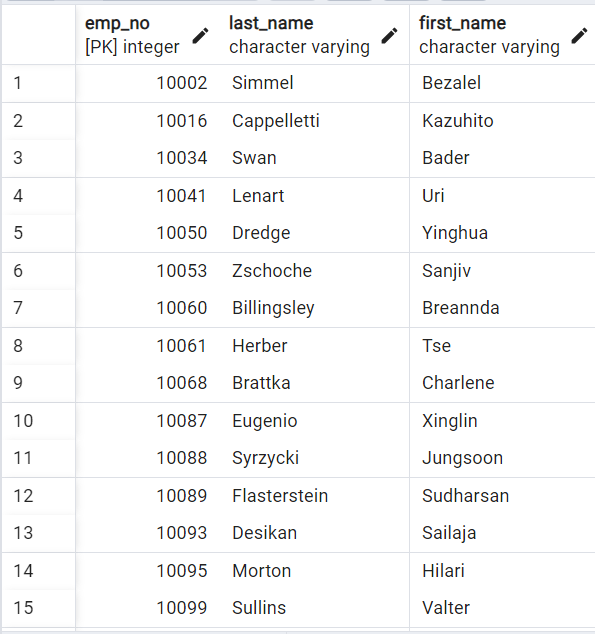 emp_no last_name first_name
[PK] integer character varying character varying
1 10002 Simmel Bezalel
2 10016 Cappelletti Kazuhito
3 10034 Swan Bader
4 10041 Lenart Uri
5 10050 Dredge Yinghua
6 10053 Zschoche Sanjiv
7 10060 Billingsley Breannda
8 10061 Herber Tse
9 10068 Brattka Charlene
10 10087 Eugenio Xinglin
11 10088 Syrzycki Jungsoon
12 10089 Flasterstein Sudharsan
13 10093 Desikan Sailaja
14 10095 Morton Hilari
15 10099 Sullins Valter